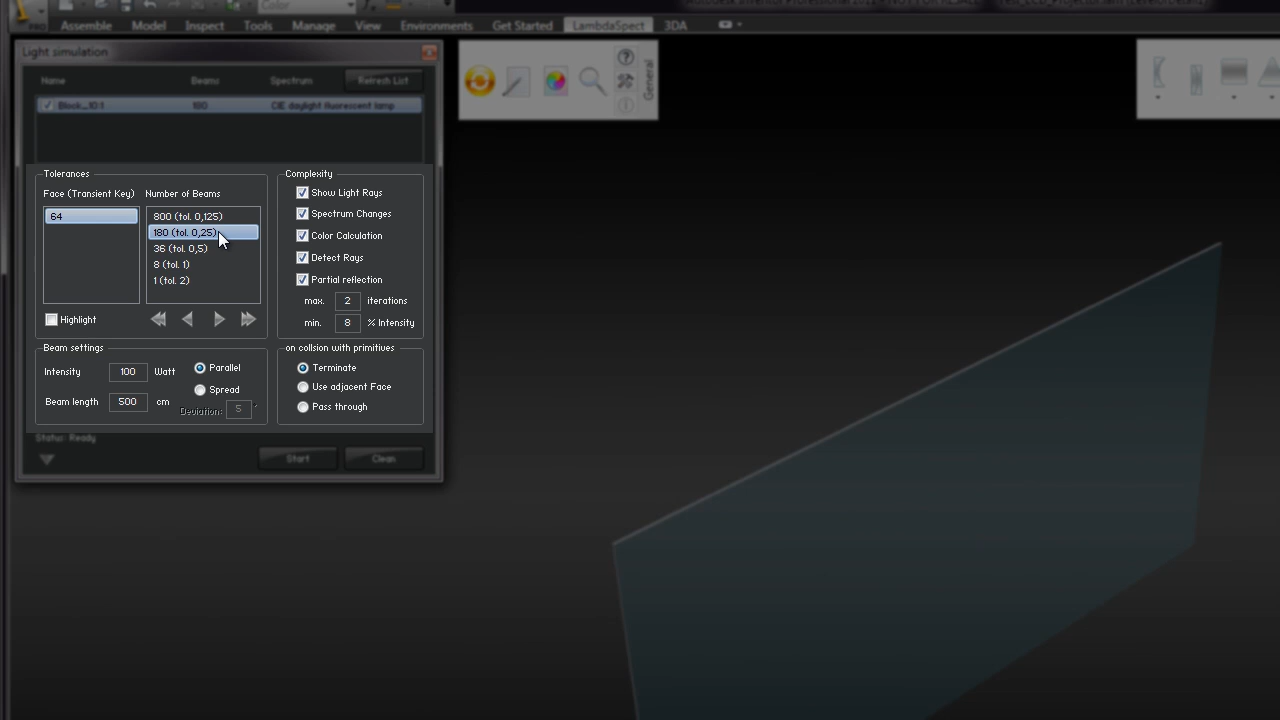 Color
PRO
Assemble Model Inspect Tools Manage View Environments Get Started LambdaSpect 3DA
Light simulation
General
Name Beams Spectrum Refresh List
Block_10:1 180 CIE daylight fluorescent lamp
Tolerances
Face (Transient Key) Number of Beams
64
800 (tol. 0,125)
180 (tol. 0,25)
36 (tol. 0,5)
8 (tol. 1)
1 (tol. 2)
Highlight
Complexity
Show Light Rays
Spectrum Changes
Color Calculation
Detect Rays
Partial reflection
max. 2 iterations
min. 8 % Intensity
Beam settings
Intensity 100 Watt
Parallel
Spread
Beam length 500 cm
Deviation: 5 °
on collsion with primitives
Terminate
Use adjacent Face
Pass through
Status: Ready
Start Clean